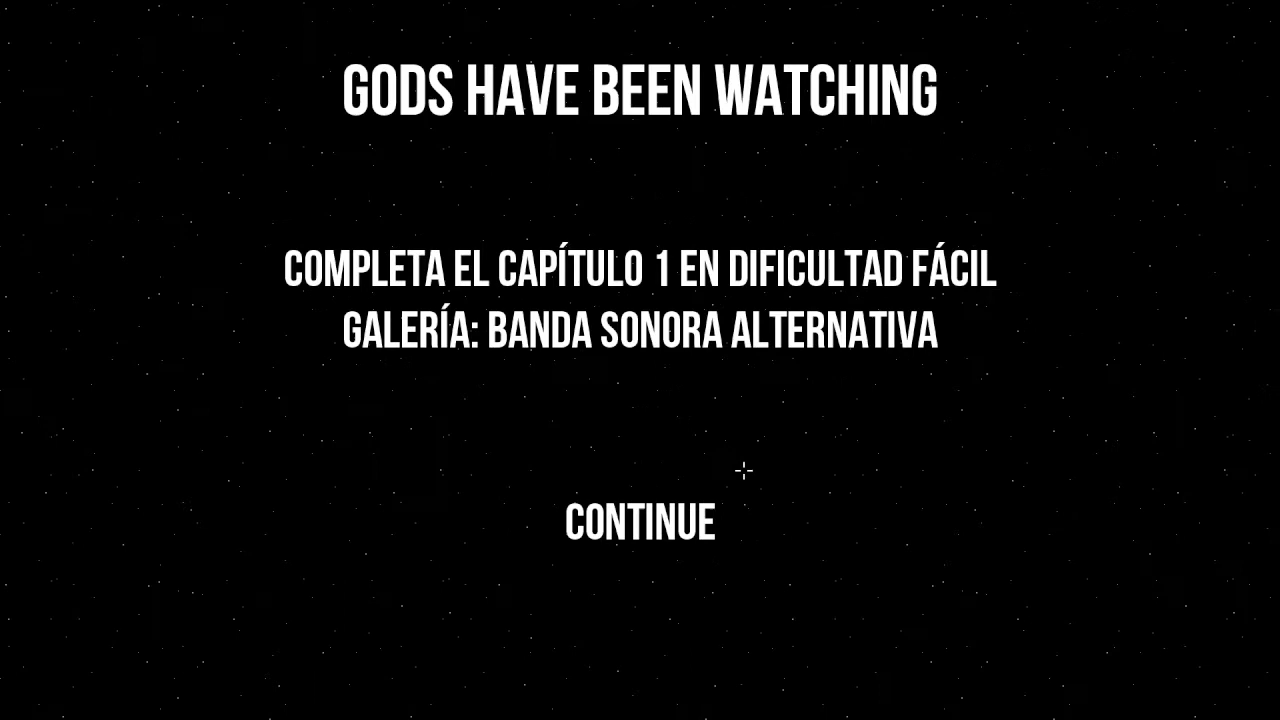 GODS HAVE BEEN WATCHING
COMPLETA EL CAPÍTULO 1 EN DIFICULTAD FÁCIL
GALERÍA: BANDA SONORA ALTERNATIVA
CONTINUE